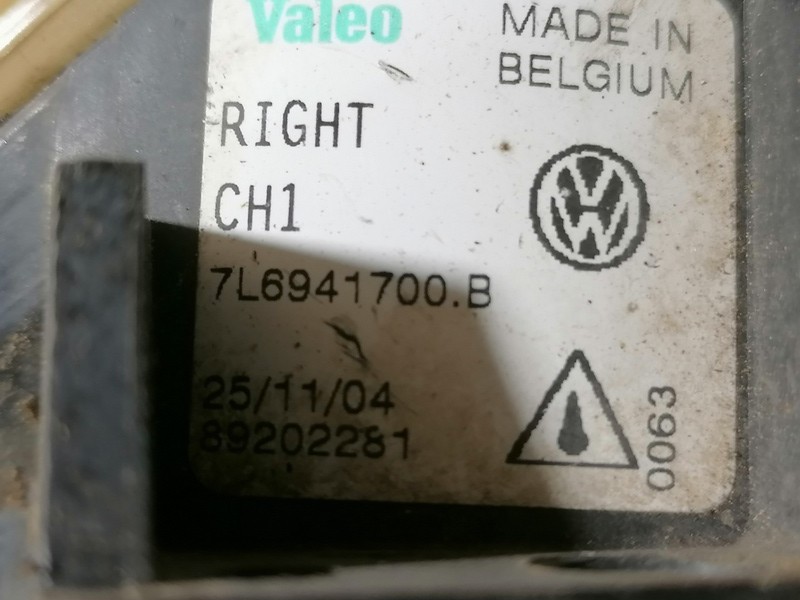 Valeo
MADE IN
BELGIUM
RIGHT
CH1
7L6941700.B
25/11/04
89202281
0063